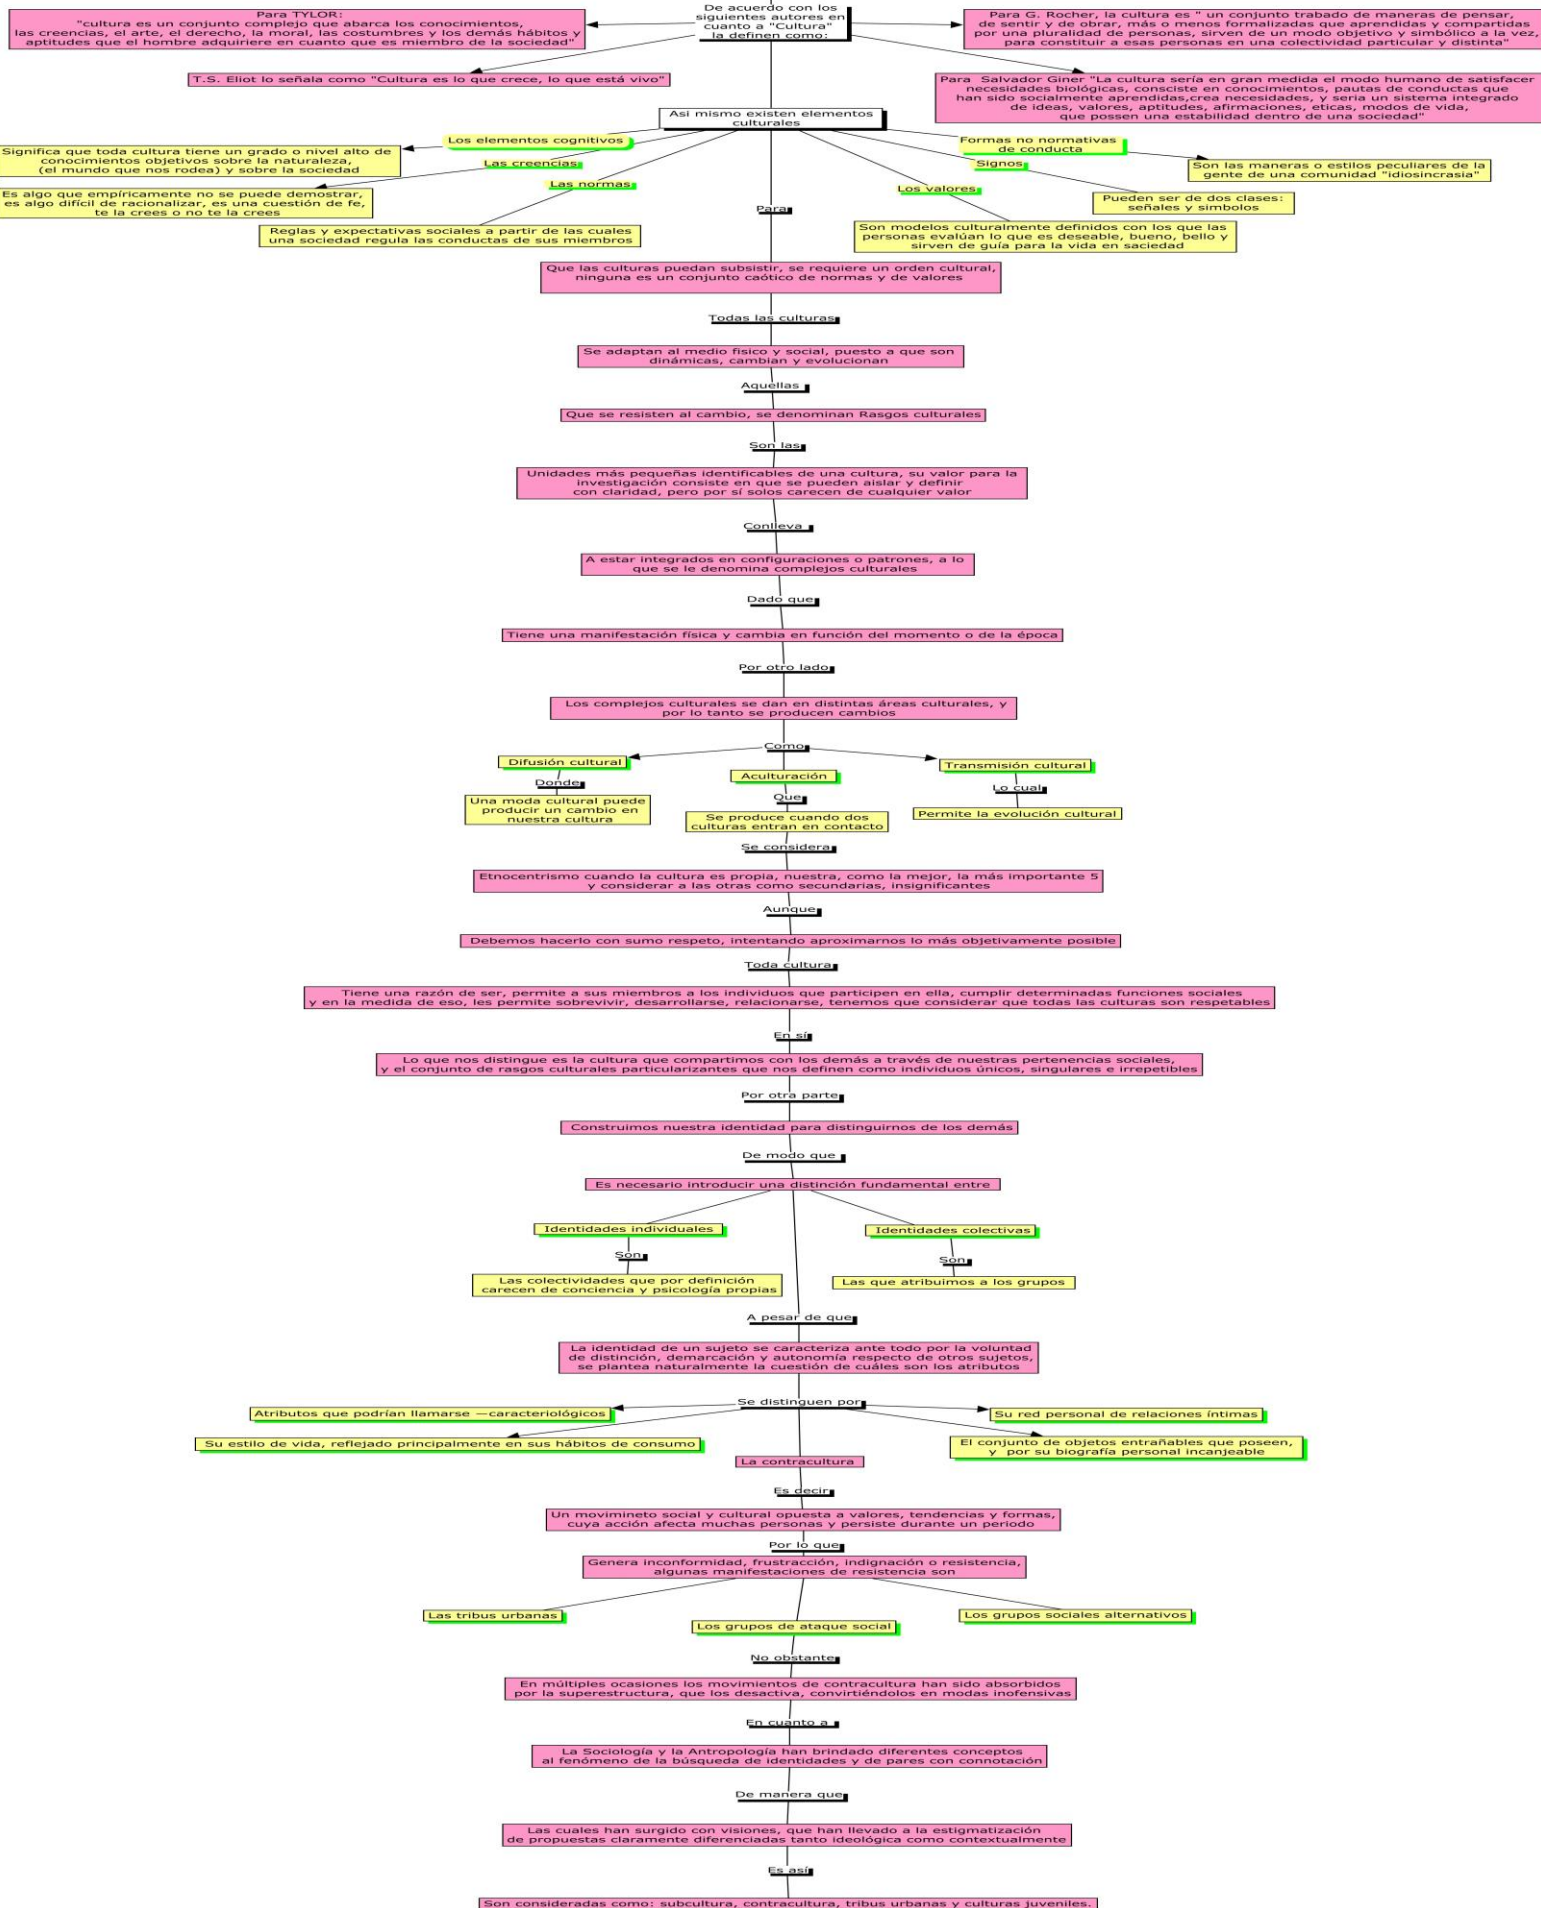 De acuerdo con los
siguientes autores en
cuanto a "Cultura"
la definen como:
Para TYLOR:
"cultura es un conjunto complejo que abarca los conocimientos,
las creencias, el arte, el derecho, la moral, las costumbres y los demás hábitos y
aptitudes que el hombre adquiriere en cuanto que es miembro de la sociedad"
Para G. Rocher, la cultura es " un conjunto trabado de maneras de pensar,
de sentir y de obrar, más o menos formalizadas que aprendidas y compartidas
por una pluralidad de personas, sirven de un modo objetivo y simbólico a la vez,
para constituir a esas personas en una colectividad particular y distinta"
T.S. Eliot lo señala como "Cultura es lo que crece, lo que está vivo"
Para Salvador Giner "La cultura sería en gran medida el modo humano de satisfacer
necesidades biológicas, consciste en conocimientos, pautas de conductas que
han sido socialmente aprendidas,crea necesidades, y seria un sistema integrado
de ideas, valores, aptitudes, afirmaciones, eticas, modos de vida,
que possen una estabilidad dentro de una sociedad"
Asi mismo existen elementos
culturales
Los elementos cognitivos
Significa que toda cultura tiene un grado o nivel alto de
conocimientos objetivos sobre la naturaleza,
(el mundo que nos rodea) y sobre la sociedad
Las creencias
Es algo que empíricamente no se puede demostrar,
es algo difícil de racionalizar, es una cuestión de fe,
te la crees o no te la crees
Las normas
Reglas y expectativas sociales a partir de las cuales
una sociedad regula las conductas de sus miembros
Los valores
Son modelos culturalmente definidos con los que las
personas evalúan lo que es deseable, bueno, bello y
sirven de guía para la vida en saciedad
Signos
Pueden ser de dos clases:
señales y simbolos
Formas no normativas
de conducta
Son las maneras o estilos peculiares de la
gente de una comunidad "idiosincrasia"
Para
Que las culturas puedan subsistir, se requiere un orden cultural,
ninguna es un conjunto caótico de normas y de valores
Todas las culturas
Se adaptan al medio fisico y social, puesto a que son
dinámicas, cambian y evolucionan
Aquellas
Que se resisten al cambio, se denominan Rasgos culturales
Son las
Unidades más pequeñas identificables de una cultura, su valor para la
investigación consiste en que se pueden aislar y definir
con claridad, pero por sí solos carecen de cualquier valor
Conlleva
A estar integrados en configuraciones o patrones, a lo
que se le denomina complejos culturales
Dado que
Tiene una manifestación física y cambia en función del momento o de la época
Por otro lado
Los complejos culturales se dan en distintas áreas culturales, y
por lo tanto se producen cambios
Como
Difusión cultural
Donde
Una moda cultural puede
producir un cambio en
nuestra cultura
Aculturación
Que
Se produce cuando dos
culturas entran en contacto
Transmisión cultural
Lo cual
Permite la evolución cultural
Se considera
Etnocentrismo cuando la cultura es propia, nuestra, como la mejor, la más importante 5
y considerar a las otras como secundarias, insignificantes
Aunque
Debemos hacerlo con sumo respeto, intentando aproximarnos lo más objetivamente posible
Toda cultura
Tiene una razón de ser, permite a sus miembros a los individuos que participen en ella, cumplir determinadas funciones sociales
y en la medida de eso, les permite sobrevivir, desarrollarse, relacionarse, tenemos que considerar que todas las culturas son respetables
En sí
Lo que nos distingue es la cultura que compartimos con los demás a través de nuestras pertenencias sociales,
y el conjunto de rasgos culturales particularizantes que nos definen como individuos únicos, singulares e irrepetibles
Por otra parte
Construimos nuestra identidad para distinguirnos de los demás
De modo que
Es necesario introducir una distinción fundamental entre
Identidades individuales
Son
Las colectividades que por definición
carecen de conciencia y psicología propias
Identidades colectivas
Son
Las que atribuimos a los grupos
A pesar de que
La identidad de un sujeto se caracteriza ante todo por la voluntad
de distinción, demarcación y autonomía respecto de otros sujetos,
se plantea naturalmente la cuestión de cuáles son los atributos
Se distinguen por
Atributos que podrían llamarse —caracteriológicos
Su estilo de vida, reflejado principalmente en sus hábitos de consumo
Su red personal de relaciones íntimas
El conjunto de objetos entrañables que poseen,
y por su biografía personal incanjeable
La contracultura
Es decir
Un movimineto social y cultural opuesta a valores, tendencias y formas,
cuya acción afecta muchas personas y persiste durante un periodo
Por lo que
Genera inconformidad, frustracción, indignación o resistencia,
algunas manifestaciones de resistencia son
Las tribus urbanas
Los grupos de ataque social
Los grupos sociales alternativos
No obstante
En múltiples ocasiones los movimientos de contracultura han sido absorbidos
por la superestructura, que los desactiva, convirtiéndolos en modas inofensivas
En cuanto a
La Sociología y la Antropología han brindado diferentes conceptos
al fenómeno de la búsqueda de identidades y de pares con connotación
De manera que
Las cuales han surgido con visiones, que han llevado a la estigmatización
de propuestas claramente diferenciadas tanto ideológica como contextualmente
Es así
Son consideradas como: subcultura, contracultura, tribus urbanas y culturas juveniles.